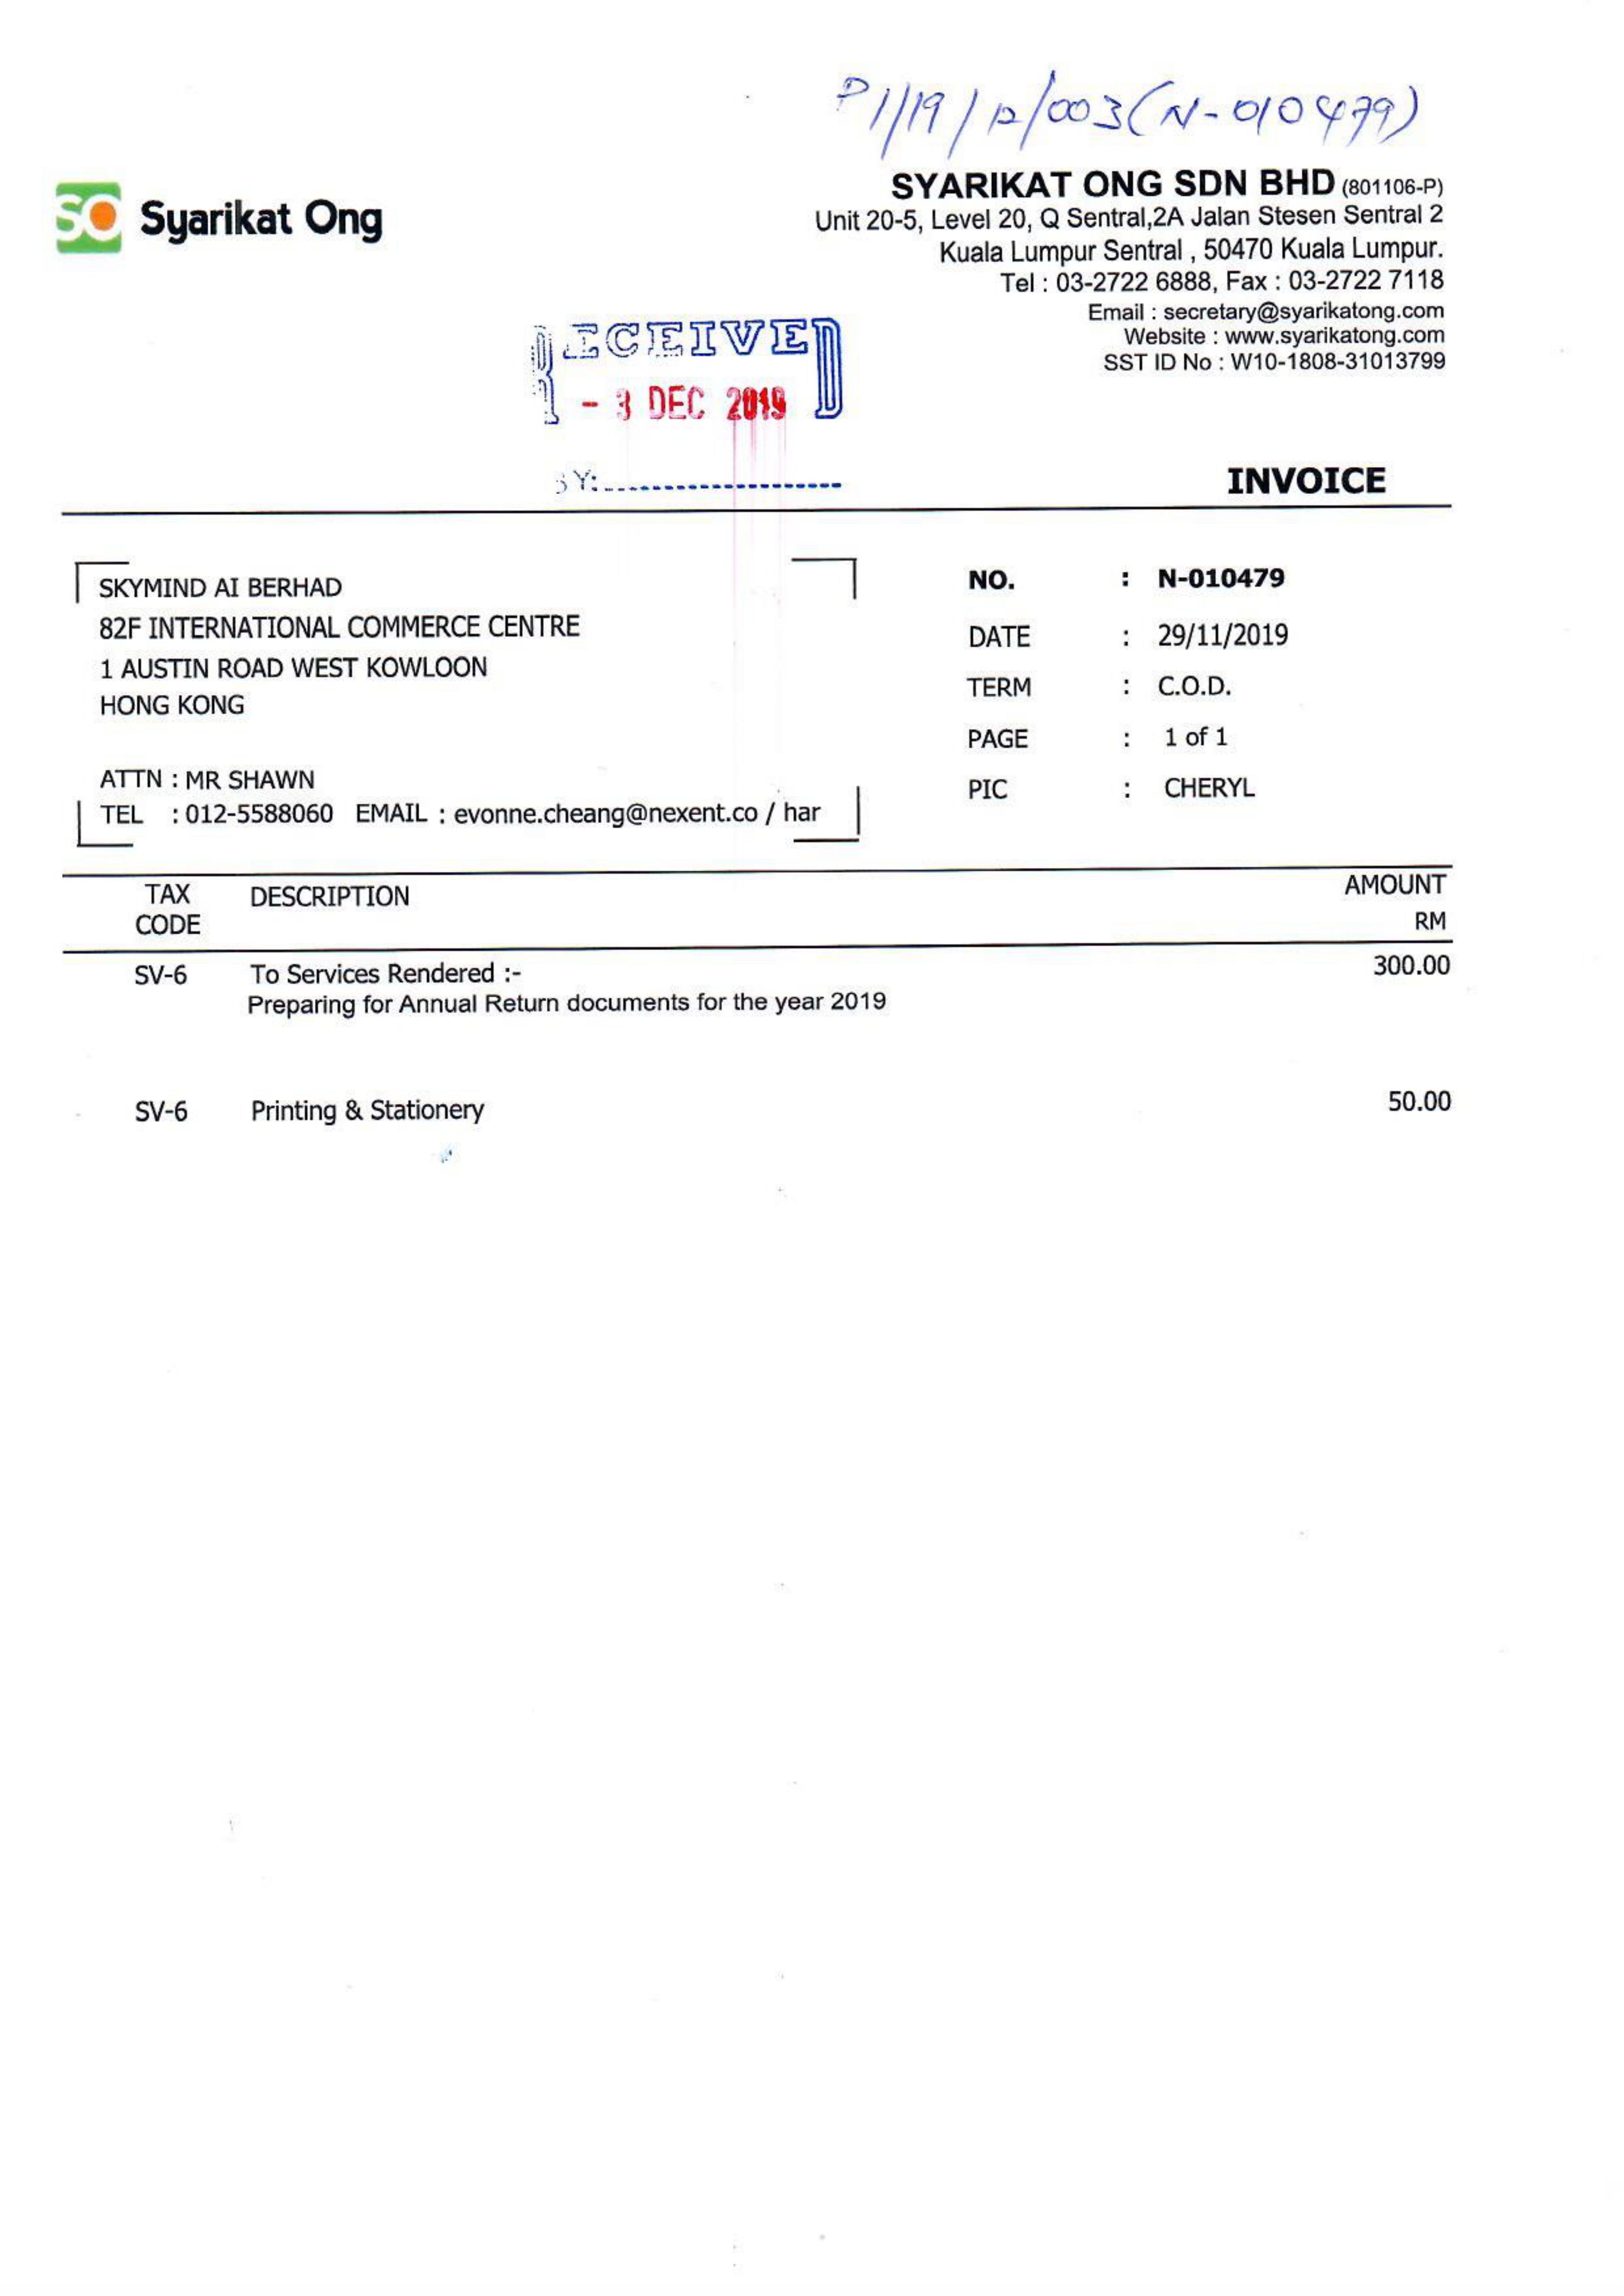 PI/19/12/003(N-010479)
SO Syarikat Ong
SYARIKAT ONG SDN BHD (801106-P)
Unit 20-5, Level 20, Q Sentral,2A Jalan Stesen Sentral 2
Kuala Lumpur Sentral , 50470 Kuala Lumpur.
Tel : 03-2722 6888, Fax : 03-2722 7118
Email : secretary@syarikatong.com
Website : www.syarikatong.com
SST ID No : W10-1808-31013799
RECEIVED
- 3 DEC 2019
BY:
INVOICE
SKYMIND AI BERHAD
82F INTERNATIONAL COMMERCE CENTRE
1 AUSTIN ROAD WEST KOWLOON
HONG KONG
ATTN : MR SHAWN
TEL : 012-5588060 EMAIL : evonne.cheang@nexent.co / har
NO. : N-010479
DATE : 29/11/2019
TERM : C.O.D.
PAGE : 1 of 1
PIC : CHERYL
TAX CODE DESCRIPTION AMOUNT RM
SV-6 To Services Rendered :- 300.00
Preparing for Annual Return documents for the year 2019
SV-6 Printing & Stationery 50.00